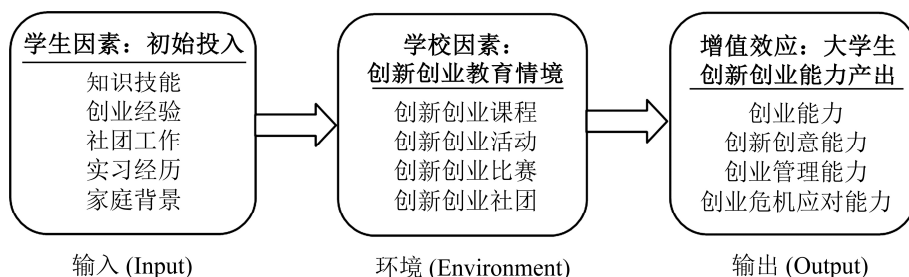 学生因素：初始投入
知识技能
创业经验
社团工作
实习经历
家庭背景
输入 (Input)
学校因素：
创新创业教育情境
创新创业课程
创新创业活动
创新创业比赛
创新创业社团
环境 (Environment)
增值效应：大学生
创新创业能力产出
创业能力
创新创意能力
创业管理能力
创业危机应对能力
输出 (Output)